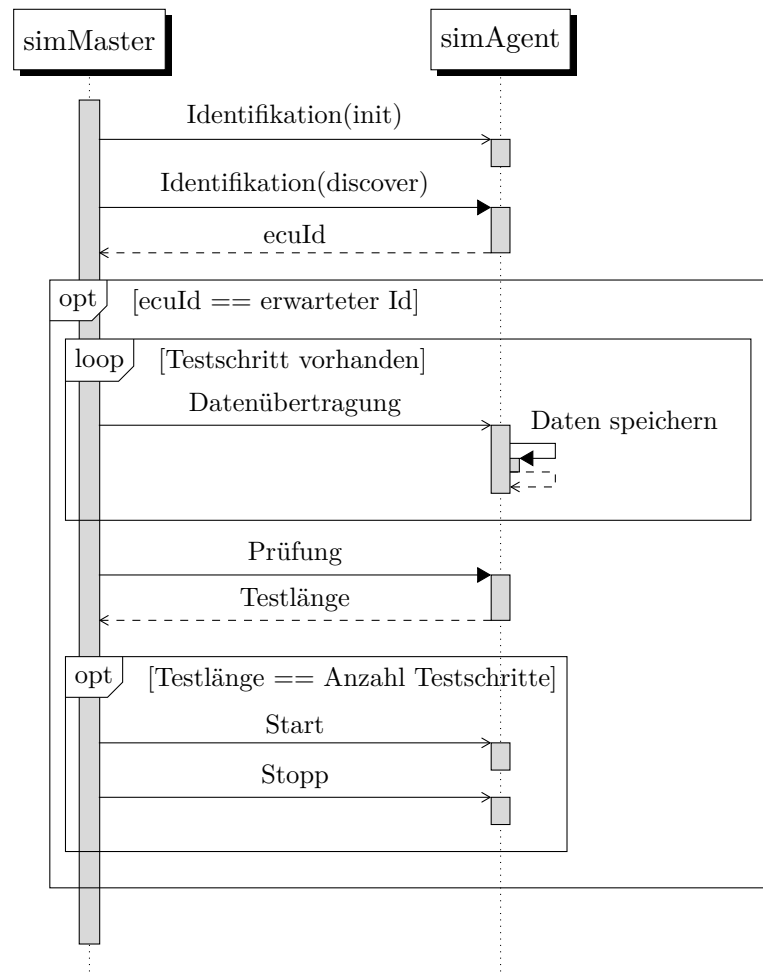 simMaster
simAgent
Identifikation(init)
Identifikation(discover)
ecuId
opt
[ecuId == erwarteter Id]
loop
[Testschritt vorhanden]
Datenübertragung
Daten speichern
Prüfung
Testlänge
opt
[Testlänge == Anzahl Testschritte]
Start
Stopp